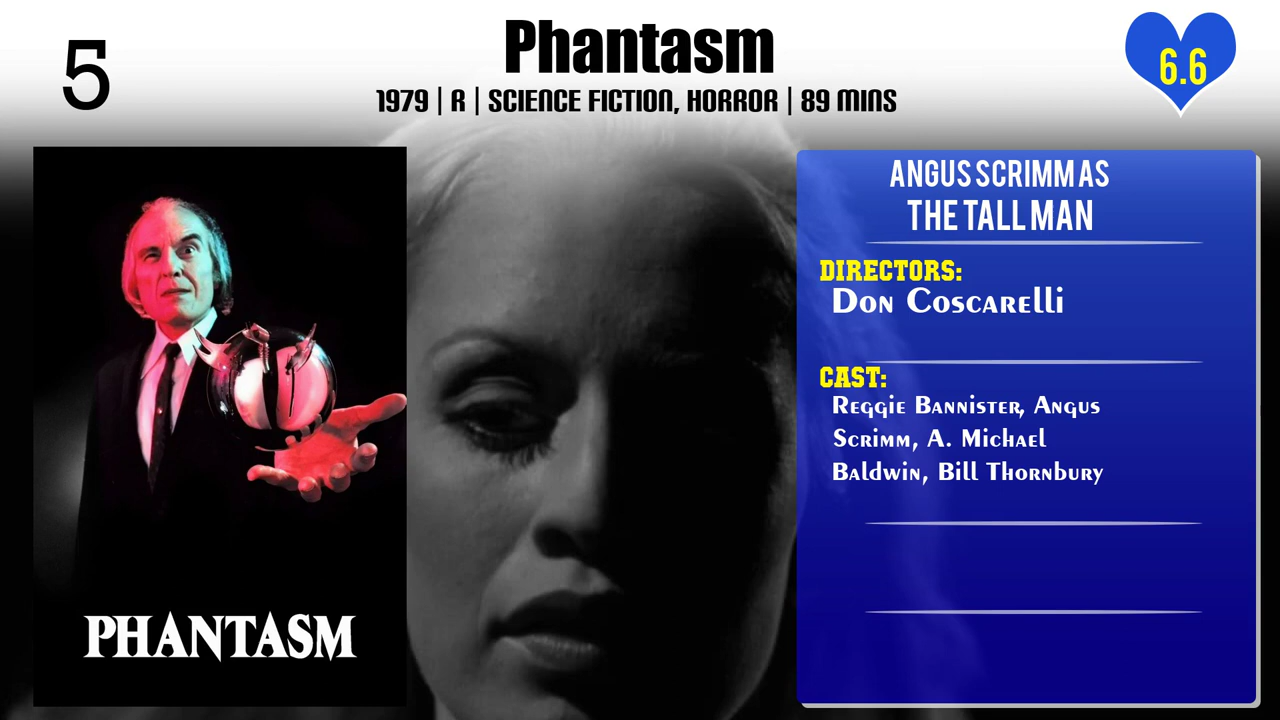 5
Phantasm
6.6
1979 | R | SCIENCE FICTION, HORROR | 89 MINS
ANGUS SCRIMM AS
THE TALL MAN
DIRECTORS:
Don Coscarelli
CAST:
Reggie Bannister, Angus
Scrimm, A. Michael
Baldwin, Bill Thornbury
PHANTASM